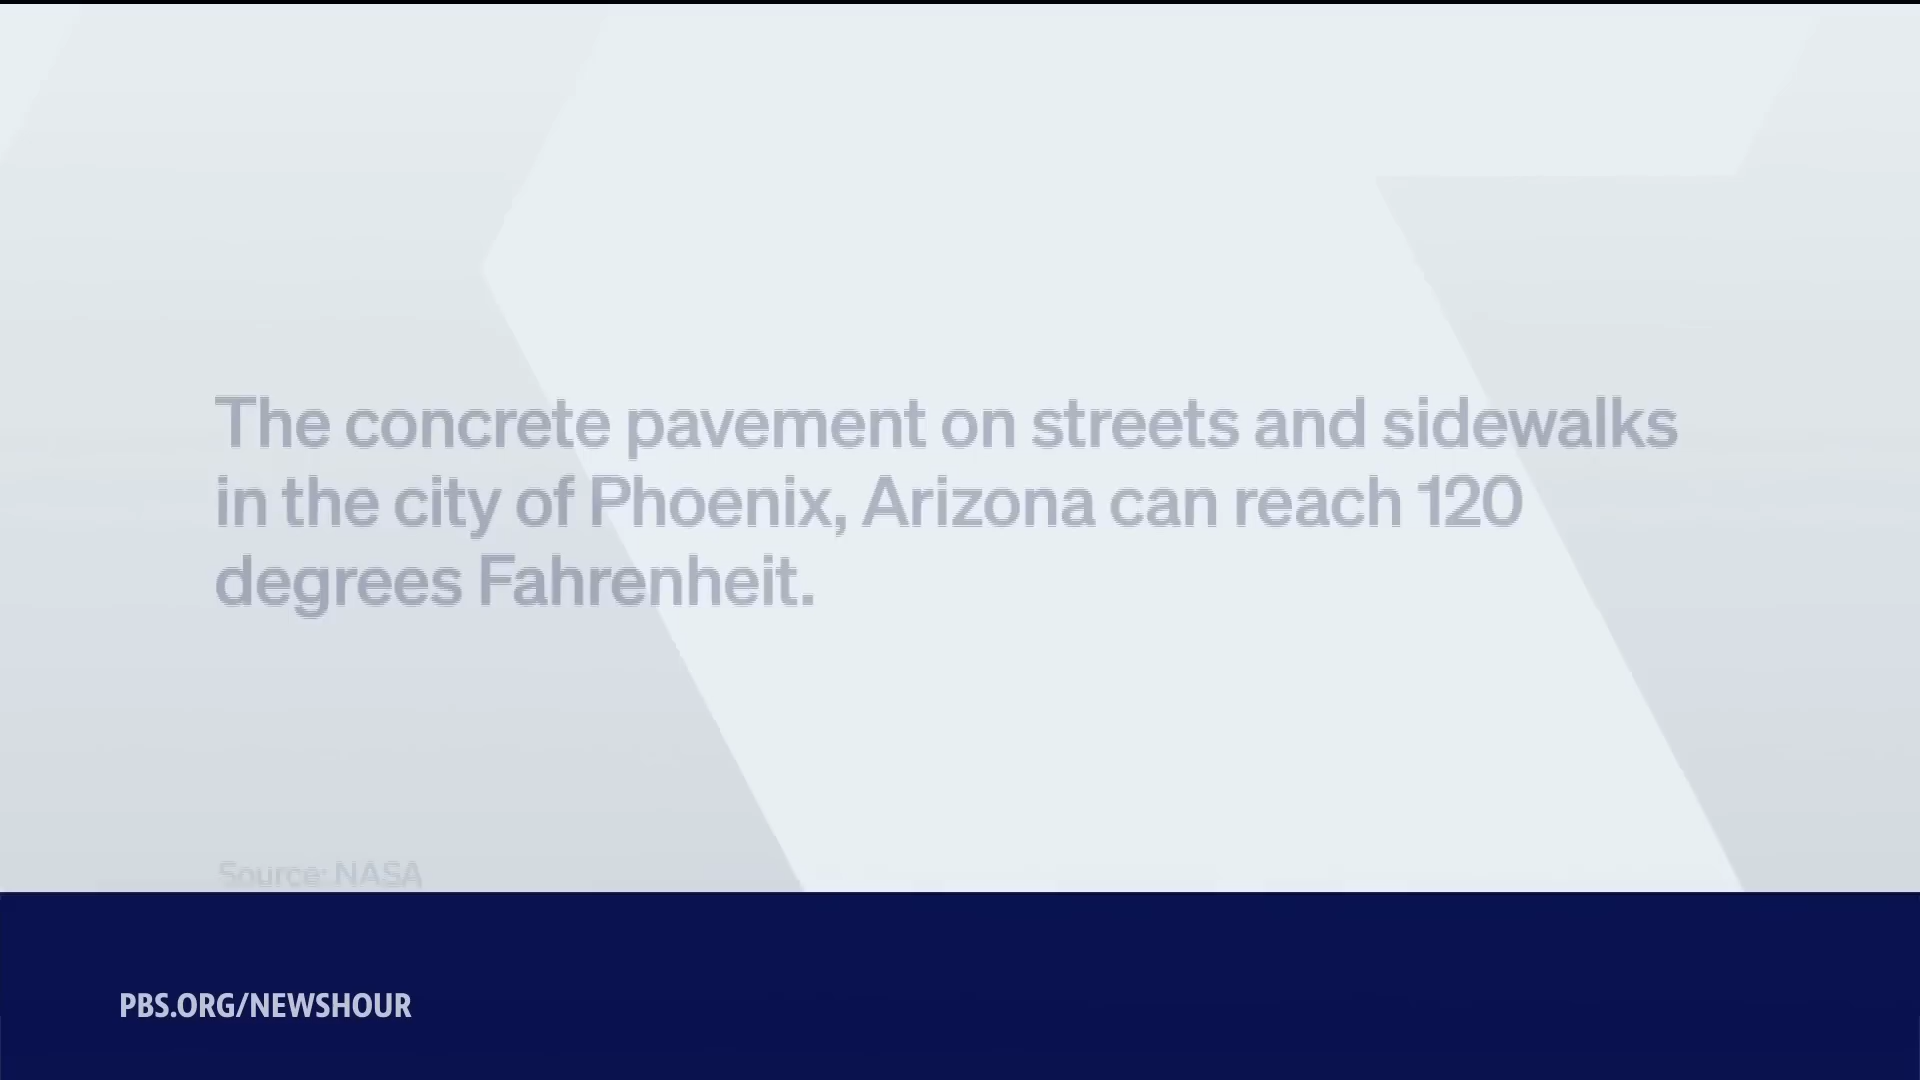 The concrete pavement on streets and sidewalks
in the city of Phoenix, Arizona can reach 120
degrees Fahrenheit.
Source: NASA
PBS.ORG/NEWSHOUR